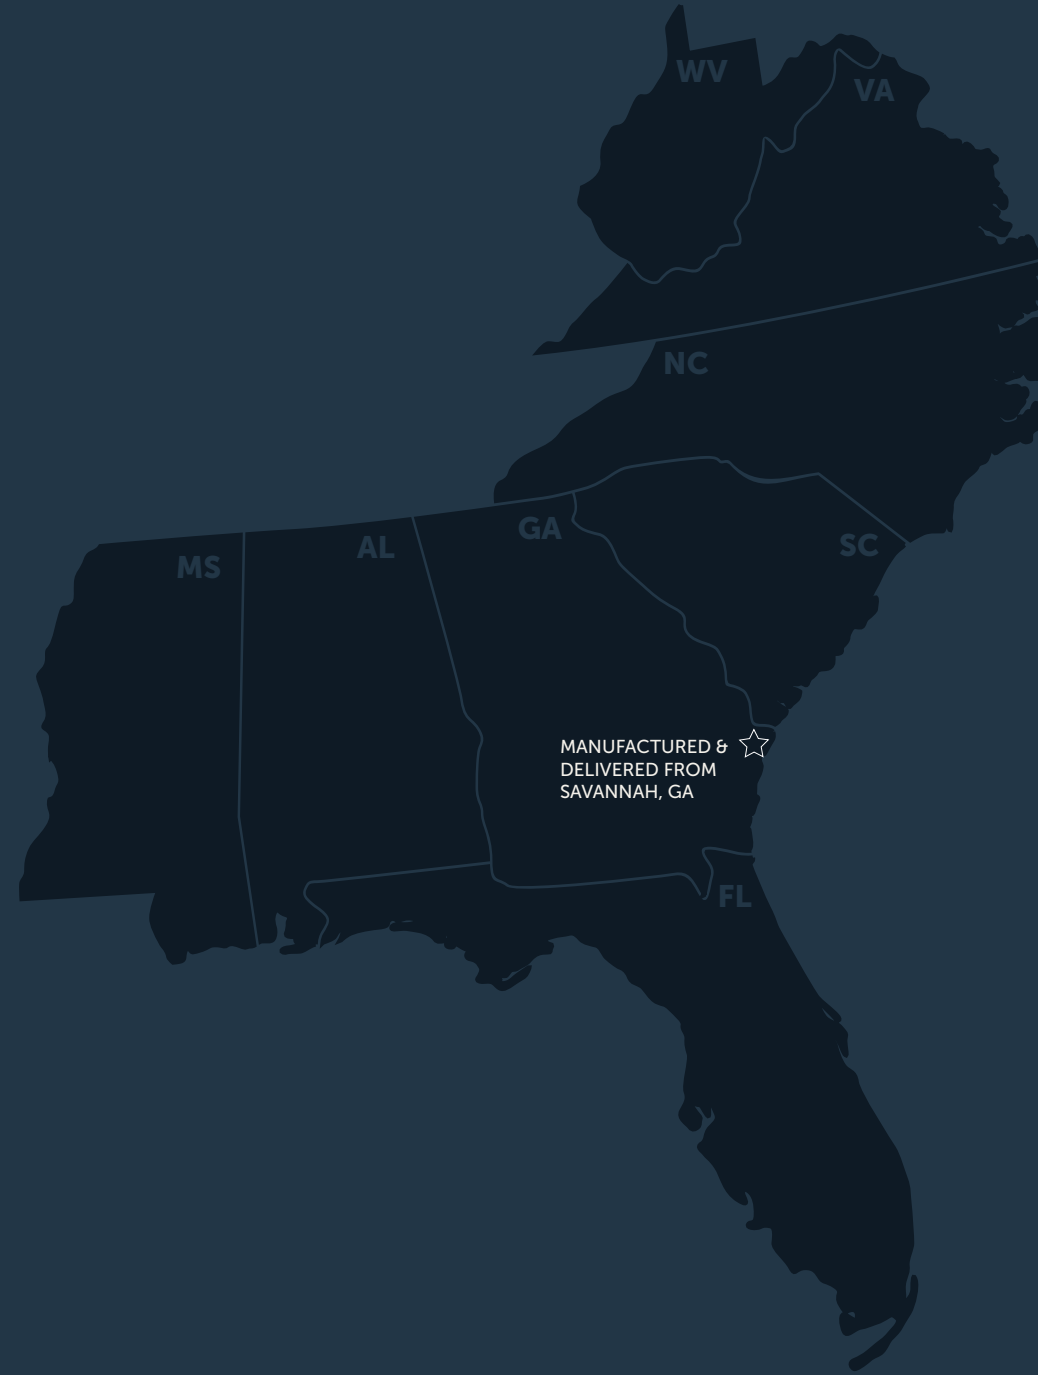 WV
VA
NC
GA
SC
AL
MS
MANUFACTURED &
DELIVERED FROM
SAVANNAH, GA
FL